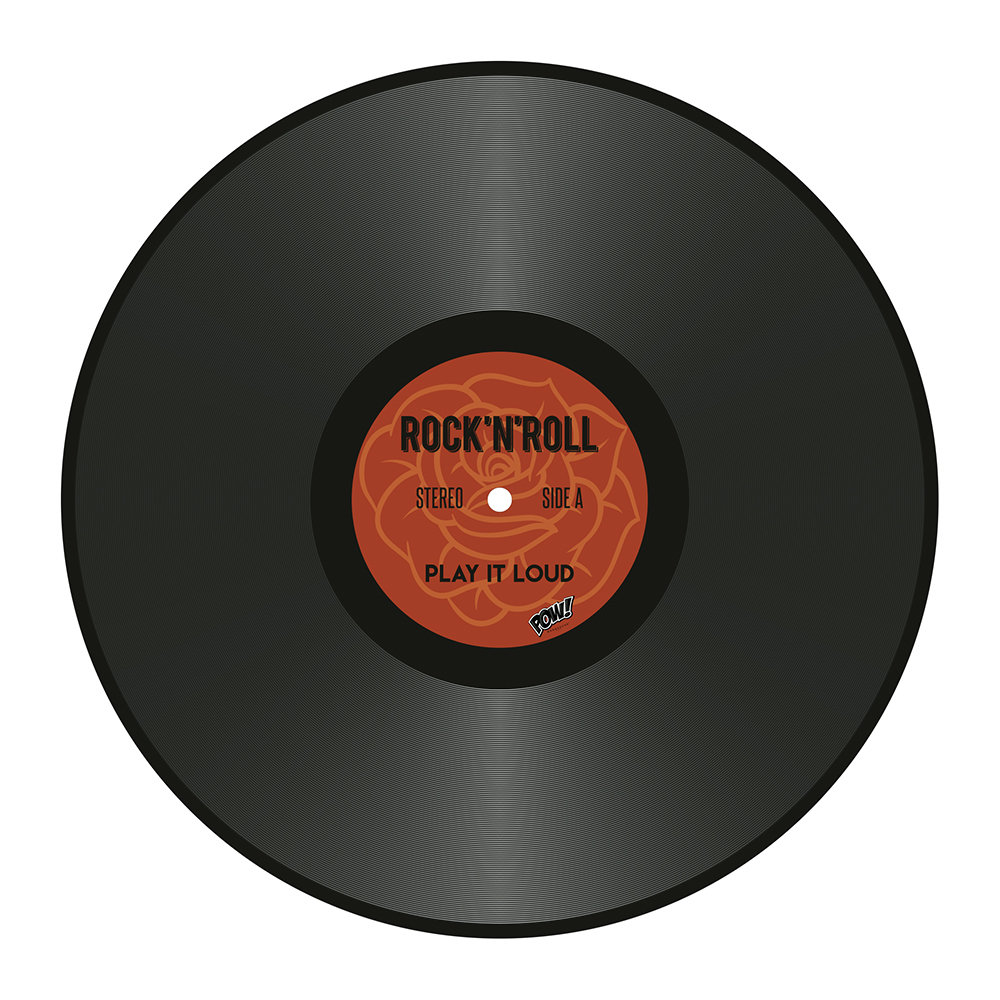 ROCK'N'ROLL
STEREO SIDE A
PLAY IT LOUD
POW!